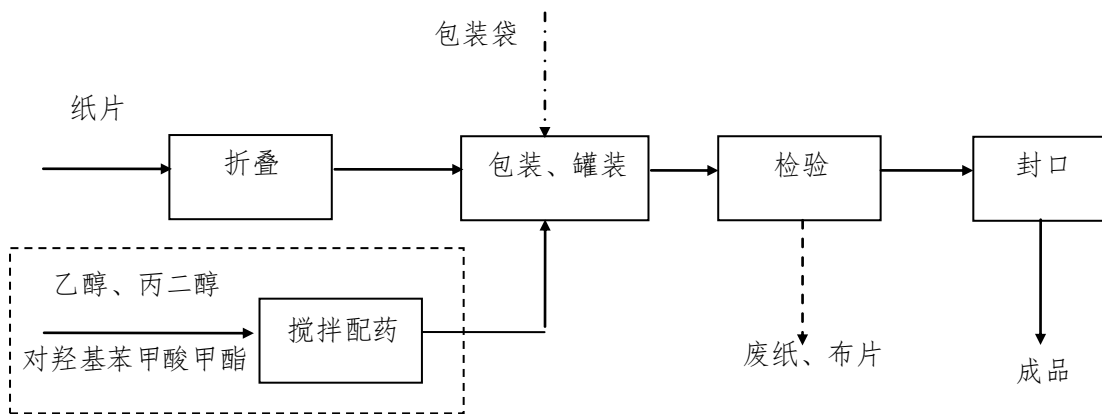 包装袋
纸片
折叠
包装、罐装
检验
封口
乙醇、丙二醇
搅拌配药
对羟基苯甲酸甲酯
废纸、布片
成品